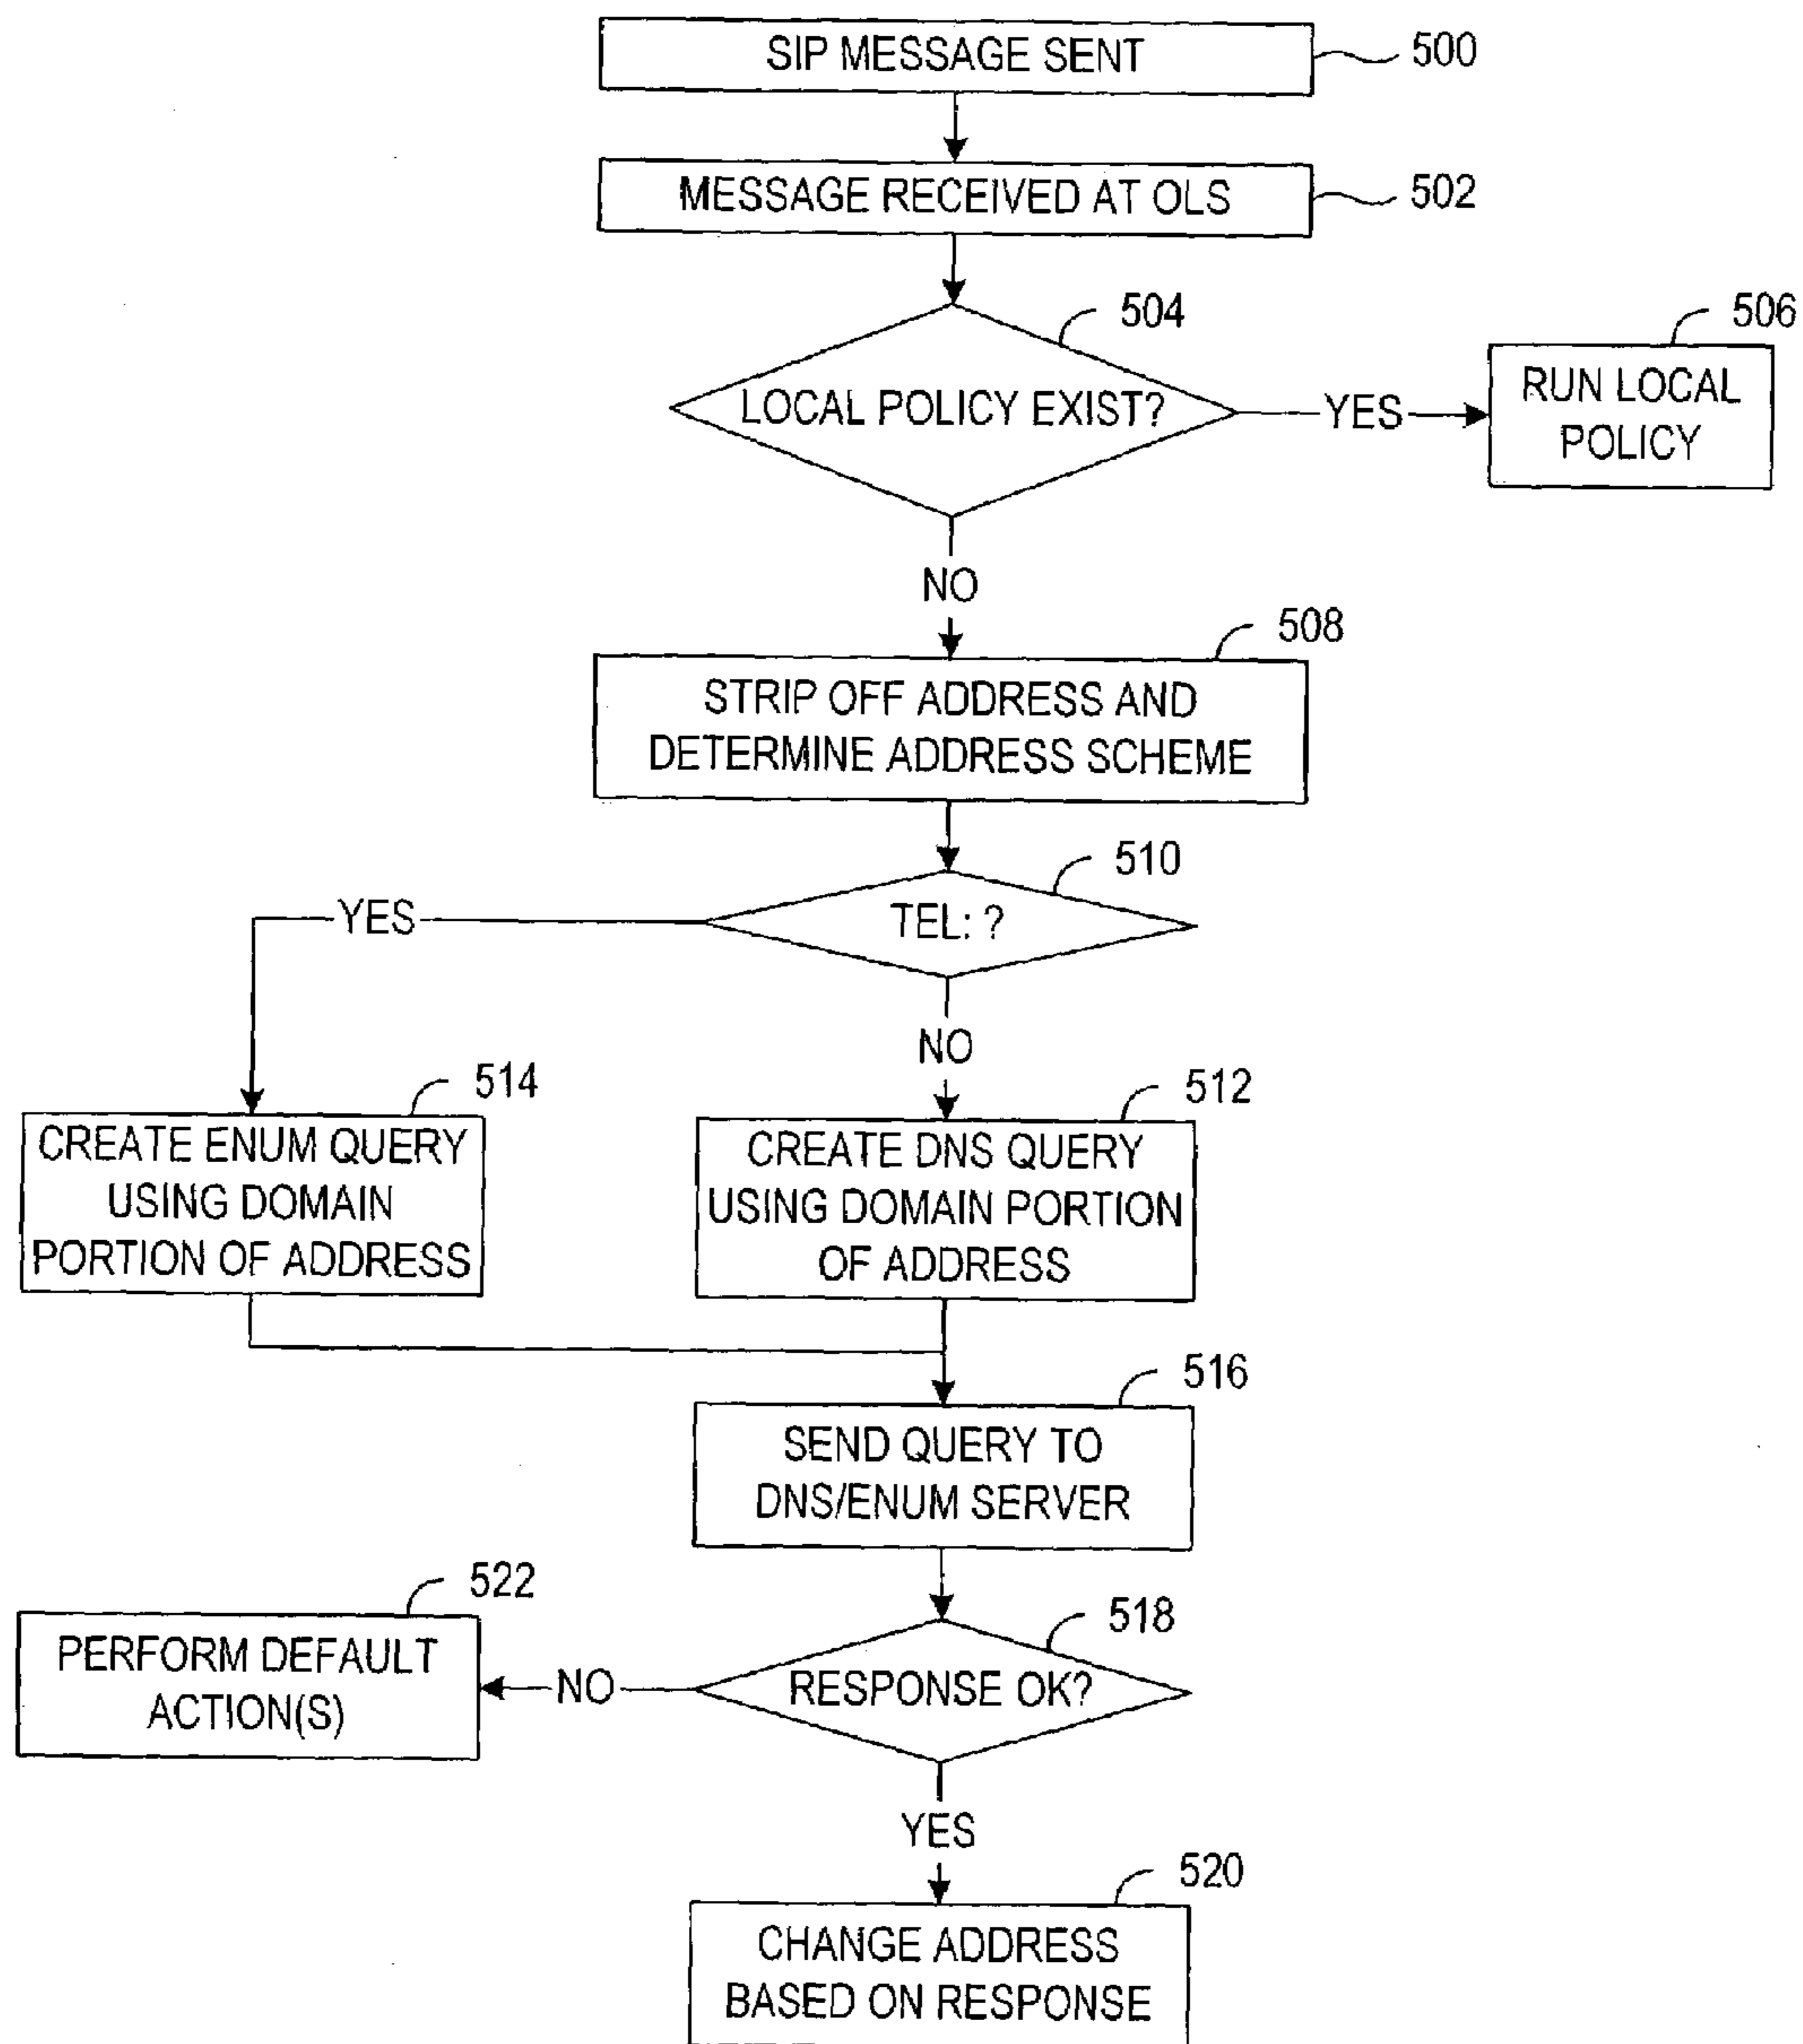 SIP MESSAGE SENT
500
MESSAGE RECEIVED AT OLS
502
504
LOCAL POLICY EXIST?
YES
506
RUN LOCAL
POLICY
NO
508
STRIP OFF ADDRESS AND
DETERMINE ADDRESS SCHEME
510
TEL: ?
YES
NO
514
CREATE ENUM QUERY
USING DOMAIN
PORTION OF ADDRESS
512
CREATE DNS QUERY
USING DOMAIN PORTION
OF ADDRESS
516
SEND QUERY TO
DNS/ENUM SERVER
518
RESPONSE OK?
NO
522
PERFORM DEFAULT
ACTION(S)
YES
520
CHANGE ADDRESS
BASED ON RESPONSE